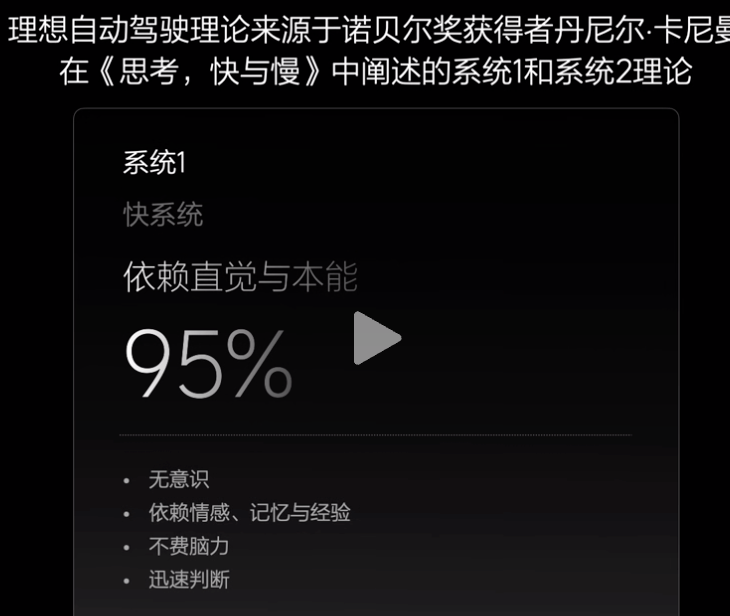 理想自动驾驶理论来源于诺贝尔奖获得者丹尼尔·卡尼曼
在《思考，快与慢》中阐述的系统1和系统2理论
系统1
快系统
依赖直觉与本能
95%
• 无意识
• 依赖情感、记忆与经验
• 不费脑力
• 迅速判断